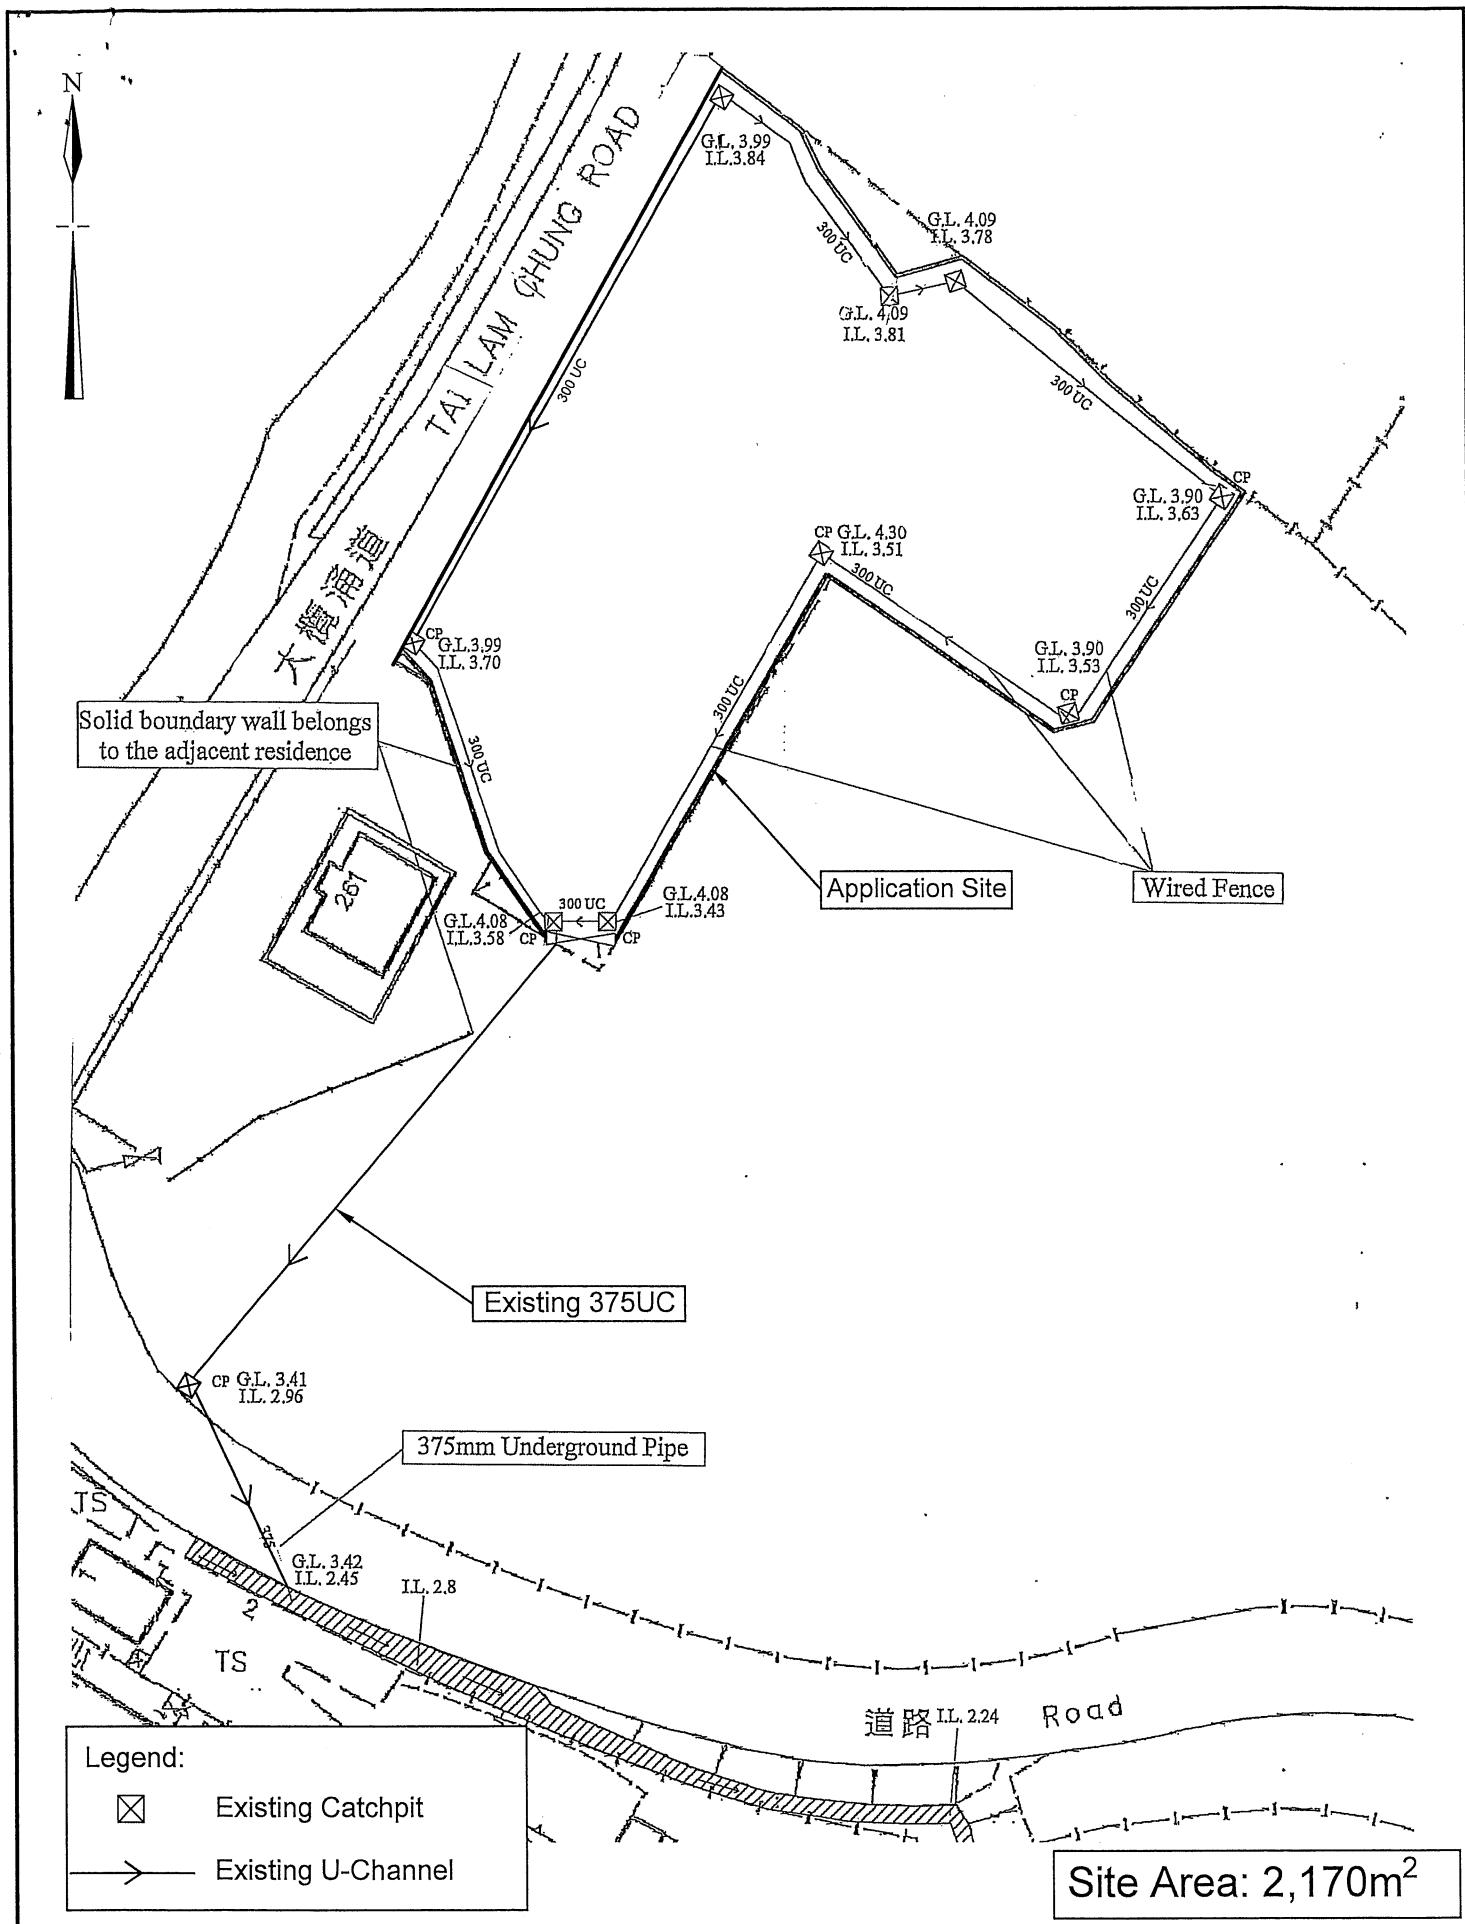 N
TAI LAM CHUNG ROAD
大欖涌道
G.L. 3.99
I.L.3.84
300 UC
G.L. 4.09
I.L. 3.78
G.L. 4.09
I.L. 3.81
300 UC
300 UC
CP
G.L. 3.90
I.L. 3.63
CP G.L. 4.30
I.L. 3.51
300 UC
300 UC
CP
G.L.3.99
I.L. 3.70
G.L. 3.90
I.L. 3.53
CP
300 UC
300 UC
Solid boundary wall belongs
to the adjacent residence
261
Application Site
Wired Fence
300 UC
G.L.4.08
I.L.3.43
G.L.4.08
I.L.3.58
CP
CP
Existing 375UC
CP G.L. 3.41
I.L. 2.96
375mm Underground Pipe
TS
375
G.L. 3.42
I.L. 2.45
I.L. 2.8
2
TS
道路
I.L. 2.24
Road
Legend:
Existing Catchpit
Existing U-Channel
Site Area: 2,170m²